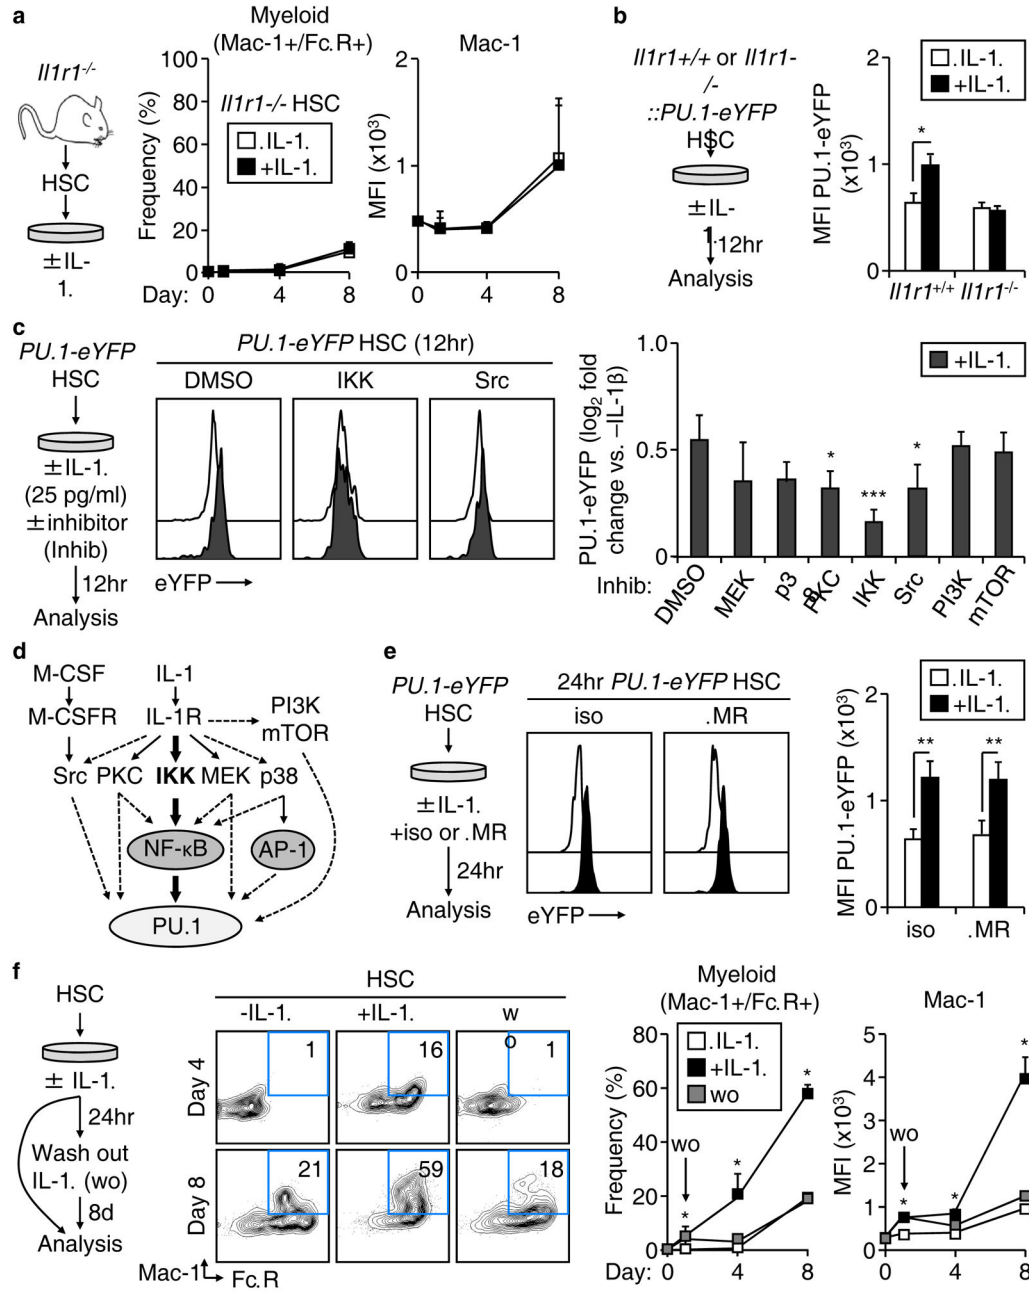 a
Il1r1-/-
HSC
±IL-
1.
Myeloid
(Mac-1+/Fc.R+)
Frequency (%)
100
80
60
40
20
0
Il1r1-/- HSC
.IL-1.
+IL-1.
Day: 0 4 8
Mac-1
MFI (x10³)
2
1
0
0 4 8
b
Il1r1+/+ or Il1r1-
/-
::PU.1-eYFP
HSC
±IL-
1.
12hr
Analysis
MFI PU.1-eYFP
(x10³)
2
1
0
.IL-1.
+IL-1.
*
Il1r1+/+ Il1r1-/-
c
PU.1-eYFP
HSC
±IL-1.
(25 pg/ml)
±inhibitor
(Inhib)
12hr
Analysis
PU.1-eYFP HSC (12hr)
DMSO IKK Src
eYFP
PU.1-eYFP (log₂ fold
change vs. –IL-1β)
1.0
0.5
0
+IL-1.
* *** *
Inhib: DMSO MEK p3 8 PKC IKK Src PI3K mTOR
d
M-CSF IL-1
M-CSFR IL-1R PI3K
mTOR
Src PKC IKK MEK p38
NF-κB AP-1
PU.1
e
PU.1-eYFP
HSC
±IL-1.
+iso or .MR
24hr
Analysis
24hr PU.1-eYFP HSC
iso .MR
eYFP
MFI PU.1-eYFP (x10³)
2
1
0
.IL-1.
+IL-1.
** **
iso .MR
f
HSC
± IL-1.
24hr
Wash out
IL-1. (wo)
8d
Analysis
HSC
-IL-1. +IL-1. w
o
Day 4
1 16 1
Day 8
21 59 18
Mac-1
Fc.R
Myeloid
(Mac-1+/Fc.R+)
Frequency (%)
80
60
40
20
0
.IL-1.
+IL-1.
wo
wo
* * *
Day: 0 4 8
Mac-1
MFI (x10³)
5
4
3
2
1
0
wo
* * *
0 4 8